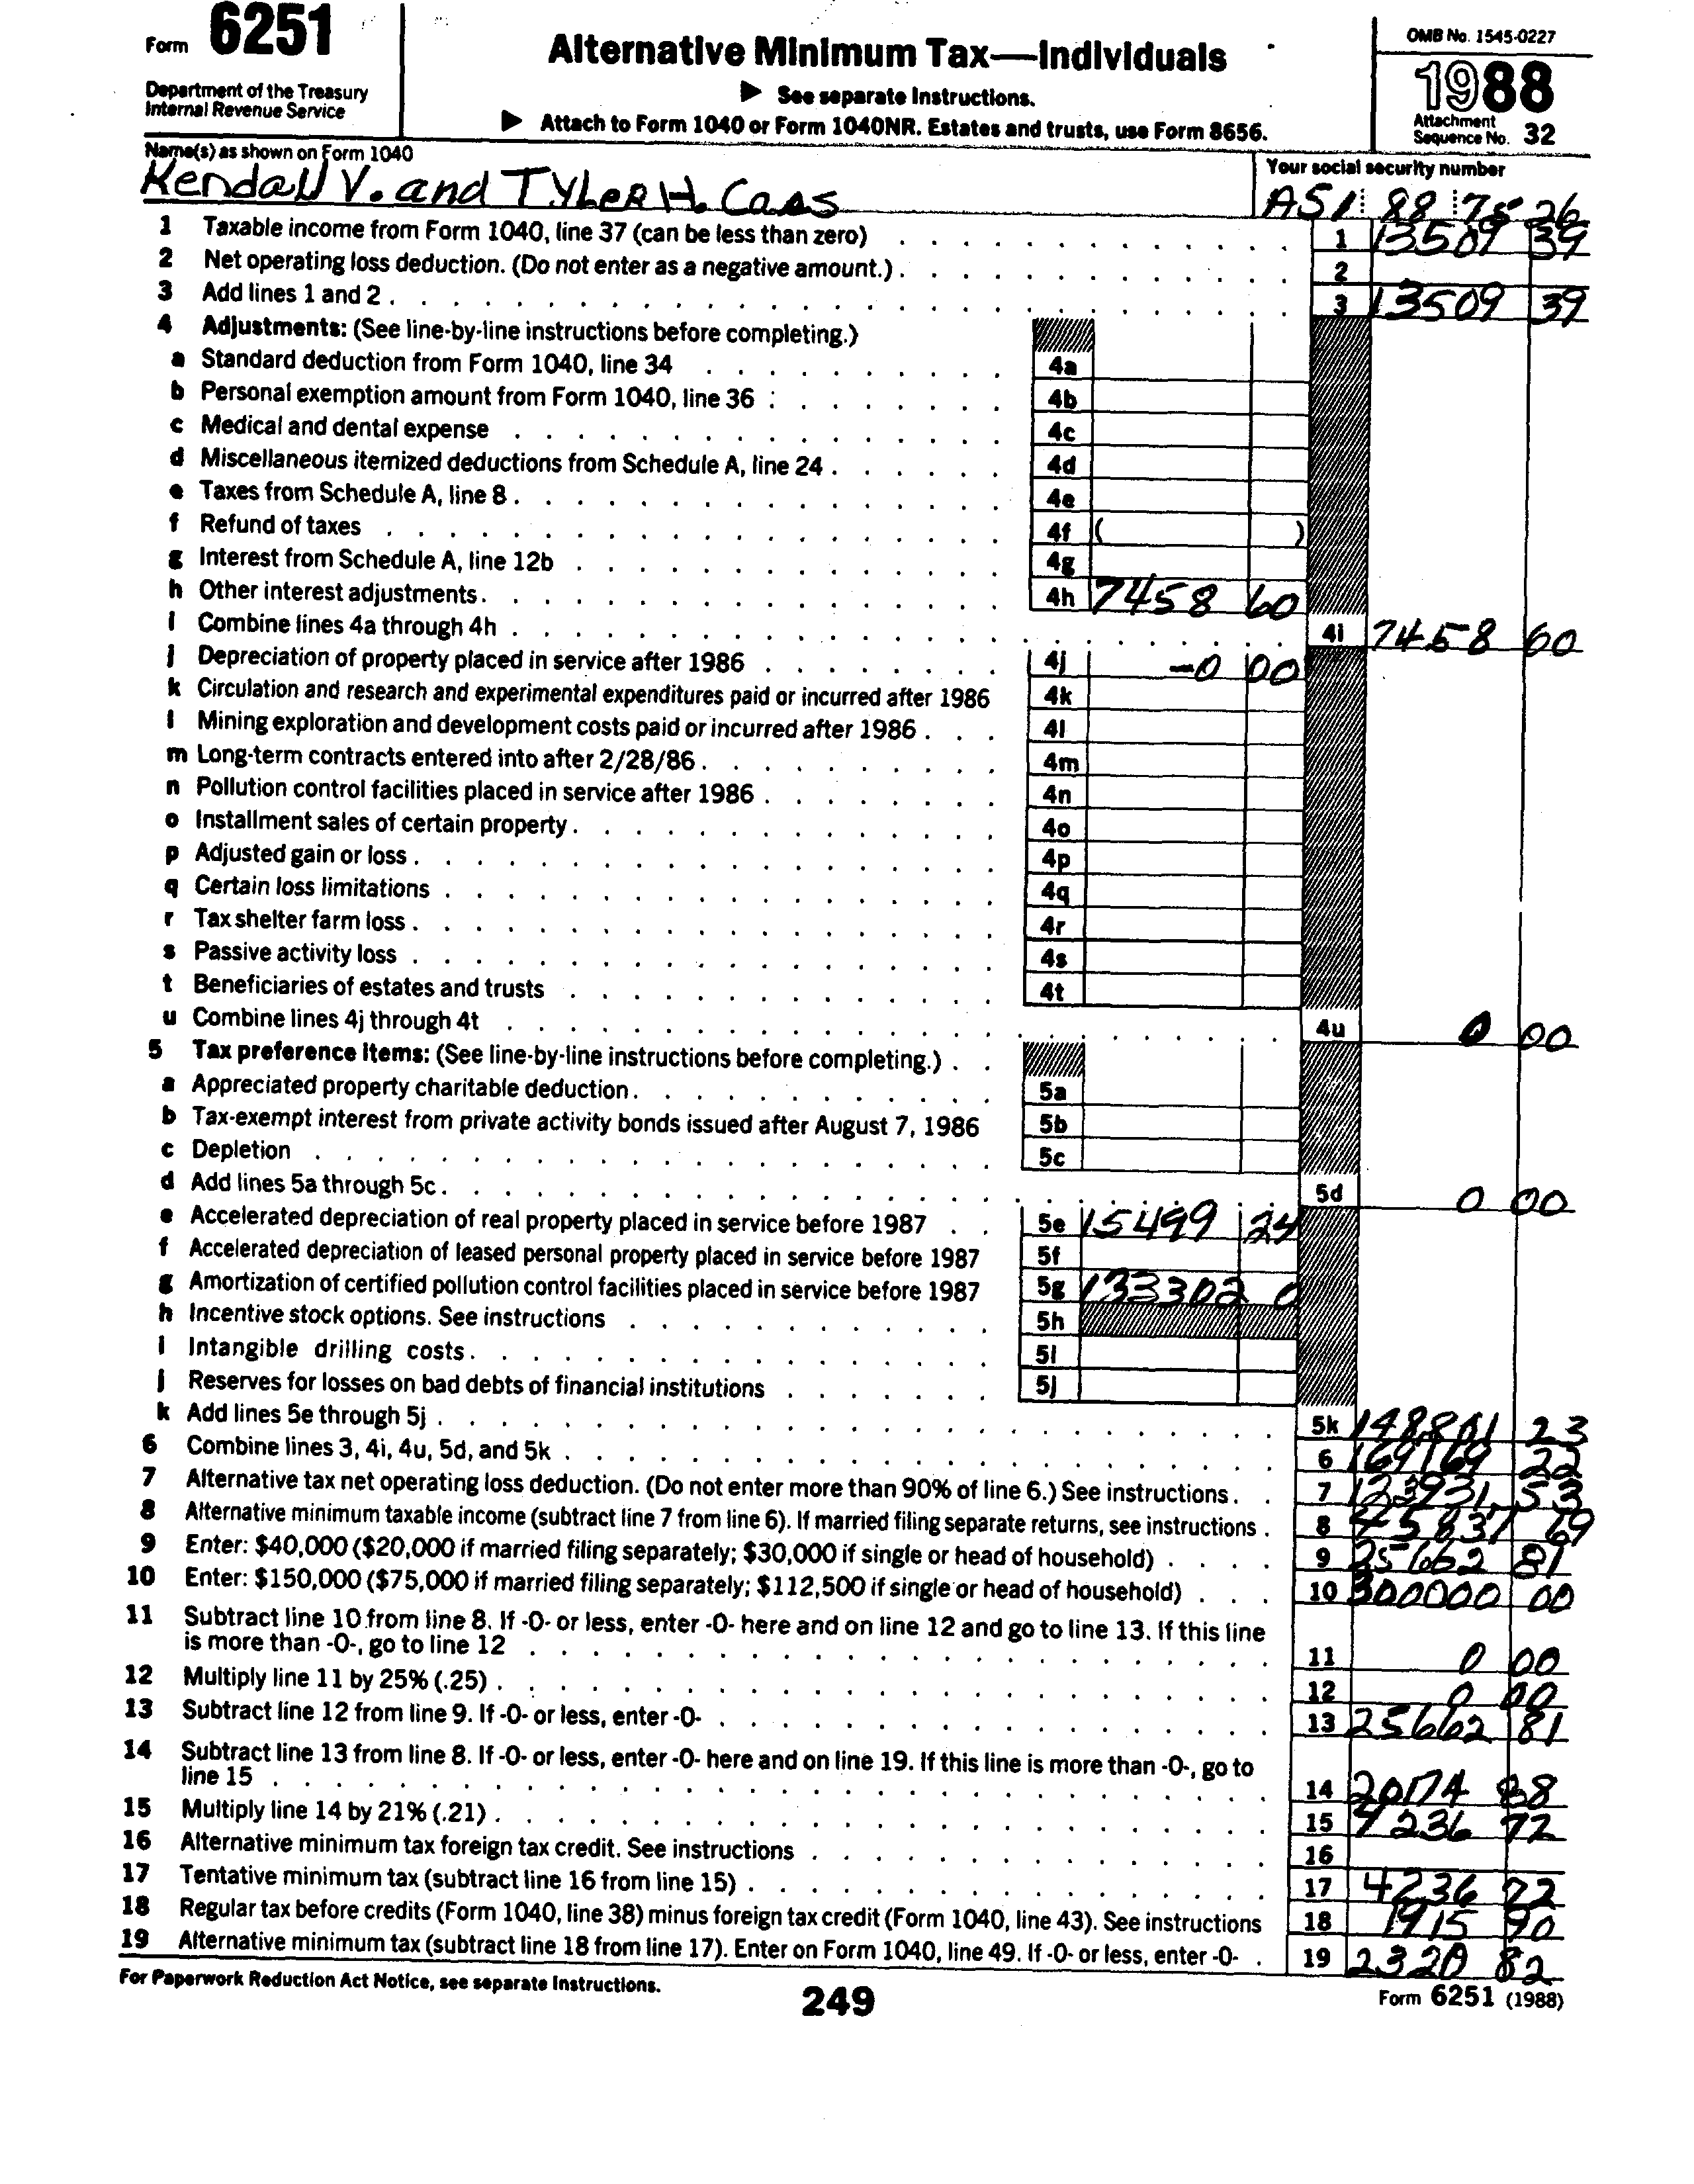 Form 6251
Department of the Treasury
Internal Revenue Service
Alternative Minimum Tax—Individuals
▶ See separate Instructions.
▶ Attach to Form 1040 or Form 1040NR. Estates and trusts, use Form 8656.
OMB No. 1545-0227
1988
Attachment
Sequence No. 32
Name(s) as shown on Form 1040
Kendall V. and TYLER H. Cass
Your social security number
A51 88 75 26
1 Taxable income from Form 1040, line 37 (can be less than zero) 1 13509 39
2 Net operating loss deduction. (Do not enter as a negative amount.) 2
3 Add lines 1 and 2 3 13509 39
4 Adjustments: (See line-by-line instructions before completing.)
a Standard deduction from Form 1040, line 34 4a
b Personal exemption amount from Form 1040, line 36 4b
c Medical and dental expense 4c
d Miscellaneous itemized deductions from Schedule A, line 24 4d
e Taxes from Schedule A, line 8 4e
f Refund of taxes 4f ( )
g Interest from Schedule A, line 12b 4g
h Other interest adjustments 4h 7458 60
i Combine lines 4a through 4h 4i 7458 60
j Depreciation of property placed in service after 1986 4j -0 00
k Circulation and research and experimental expenditures paid or incurred after 1986 4k
l Mining exploration and development costs paid or incurred after 1986 4l
m Long-term contracts entered into after 2/28/86 4m
n Pollution control facilities placed in service after 1986 4n
o Installment sales of certain property 4o
p Adjusted gain or loss 4p
q Certain loss limitations 4q
r Tax shelter farm loss 4r
s Passive activity loss 4s
t Beneficiaries of estates and trusts 4t
u Combine lines 4j through 4t 4u 0 00
5 Tax preference items: (See line-by-line instructions before completing.)
a Appreciated property charitable deduction 5a
b Tax-exempt interest from private activity bonds issued after August 7, 1986 5b
c Depletion 5c
d Add lines 5a through 5c 5d 0 00
e Accelerated depreciation of real property placed in service before 1987 5e 15499 24
f Accelerated depreciation of leased personal property placed in service before 1987 5f
g Amortization of certified pollution control facilities placed in service before 1987 5g 133302 0
h Incentive stock options. See instructions 5h
i Intangible drilling costs 5i
j Reserves for losses on bad debts of financial institutions 5j
k Add lines 5e through 5j 5k 148801 23
6 Combine lines 3, 4i, 4u, 5d, and 5k 6 169769 22
7 Alternative tax net operating loss deduction. (Do not enter more than 90% of line 6.) See instructions 7 123931.53
8 Alternative minimum taxable income (subtract line 7 from line 6). If married filing separate returns, see instructions 8 45837 69
9 Enter: $40,000 ($20,000 if married filing separately; $30,000 if single or head of household) 9 25662 81
10 Enter: $150,000 ($75,000 if married filing separately; $112,500 if single or head of household) 10 300000 00
11 Subtract line 10 from line 8. If -0- or less, enter -0- here and on line 12 and go to line 13. If this line
is more than -0-, go to line 12 11 0 00
12 Multiply line 11 by 25% (.25) 12 0 00
13 Subtract line 12 from line 9. If -0- or less, enter -0- 13 25662 81
14 Subtract line 13 from line 8. If -0- or less, enter -0- here and on line 19. If this line is more than -0-, go to
line 15 14 20174 88
15 Multiply line 14 by 21% (.21) 15 4236 72
16 Alternative minimum tax foreign tax credit. See instructions 16
17 Tentative minimum tax (subtract line 16 from line 15) 17 4236 72
18 Regular tax before credits (Form 1040, line 38) minus foreign tax credit (Form 1040, line 43). See instructions 18 1915 90
19 Alternative minimum tax (subtract line 18 from line 17). Enter on Form 1040, line 49. If -0- or less, enter -0- 19 2320 82
For Paperwork Reduction Act Notice, see separate Instructions.
249
Form 6251 (1988)